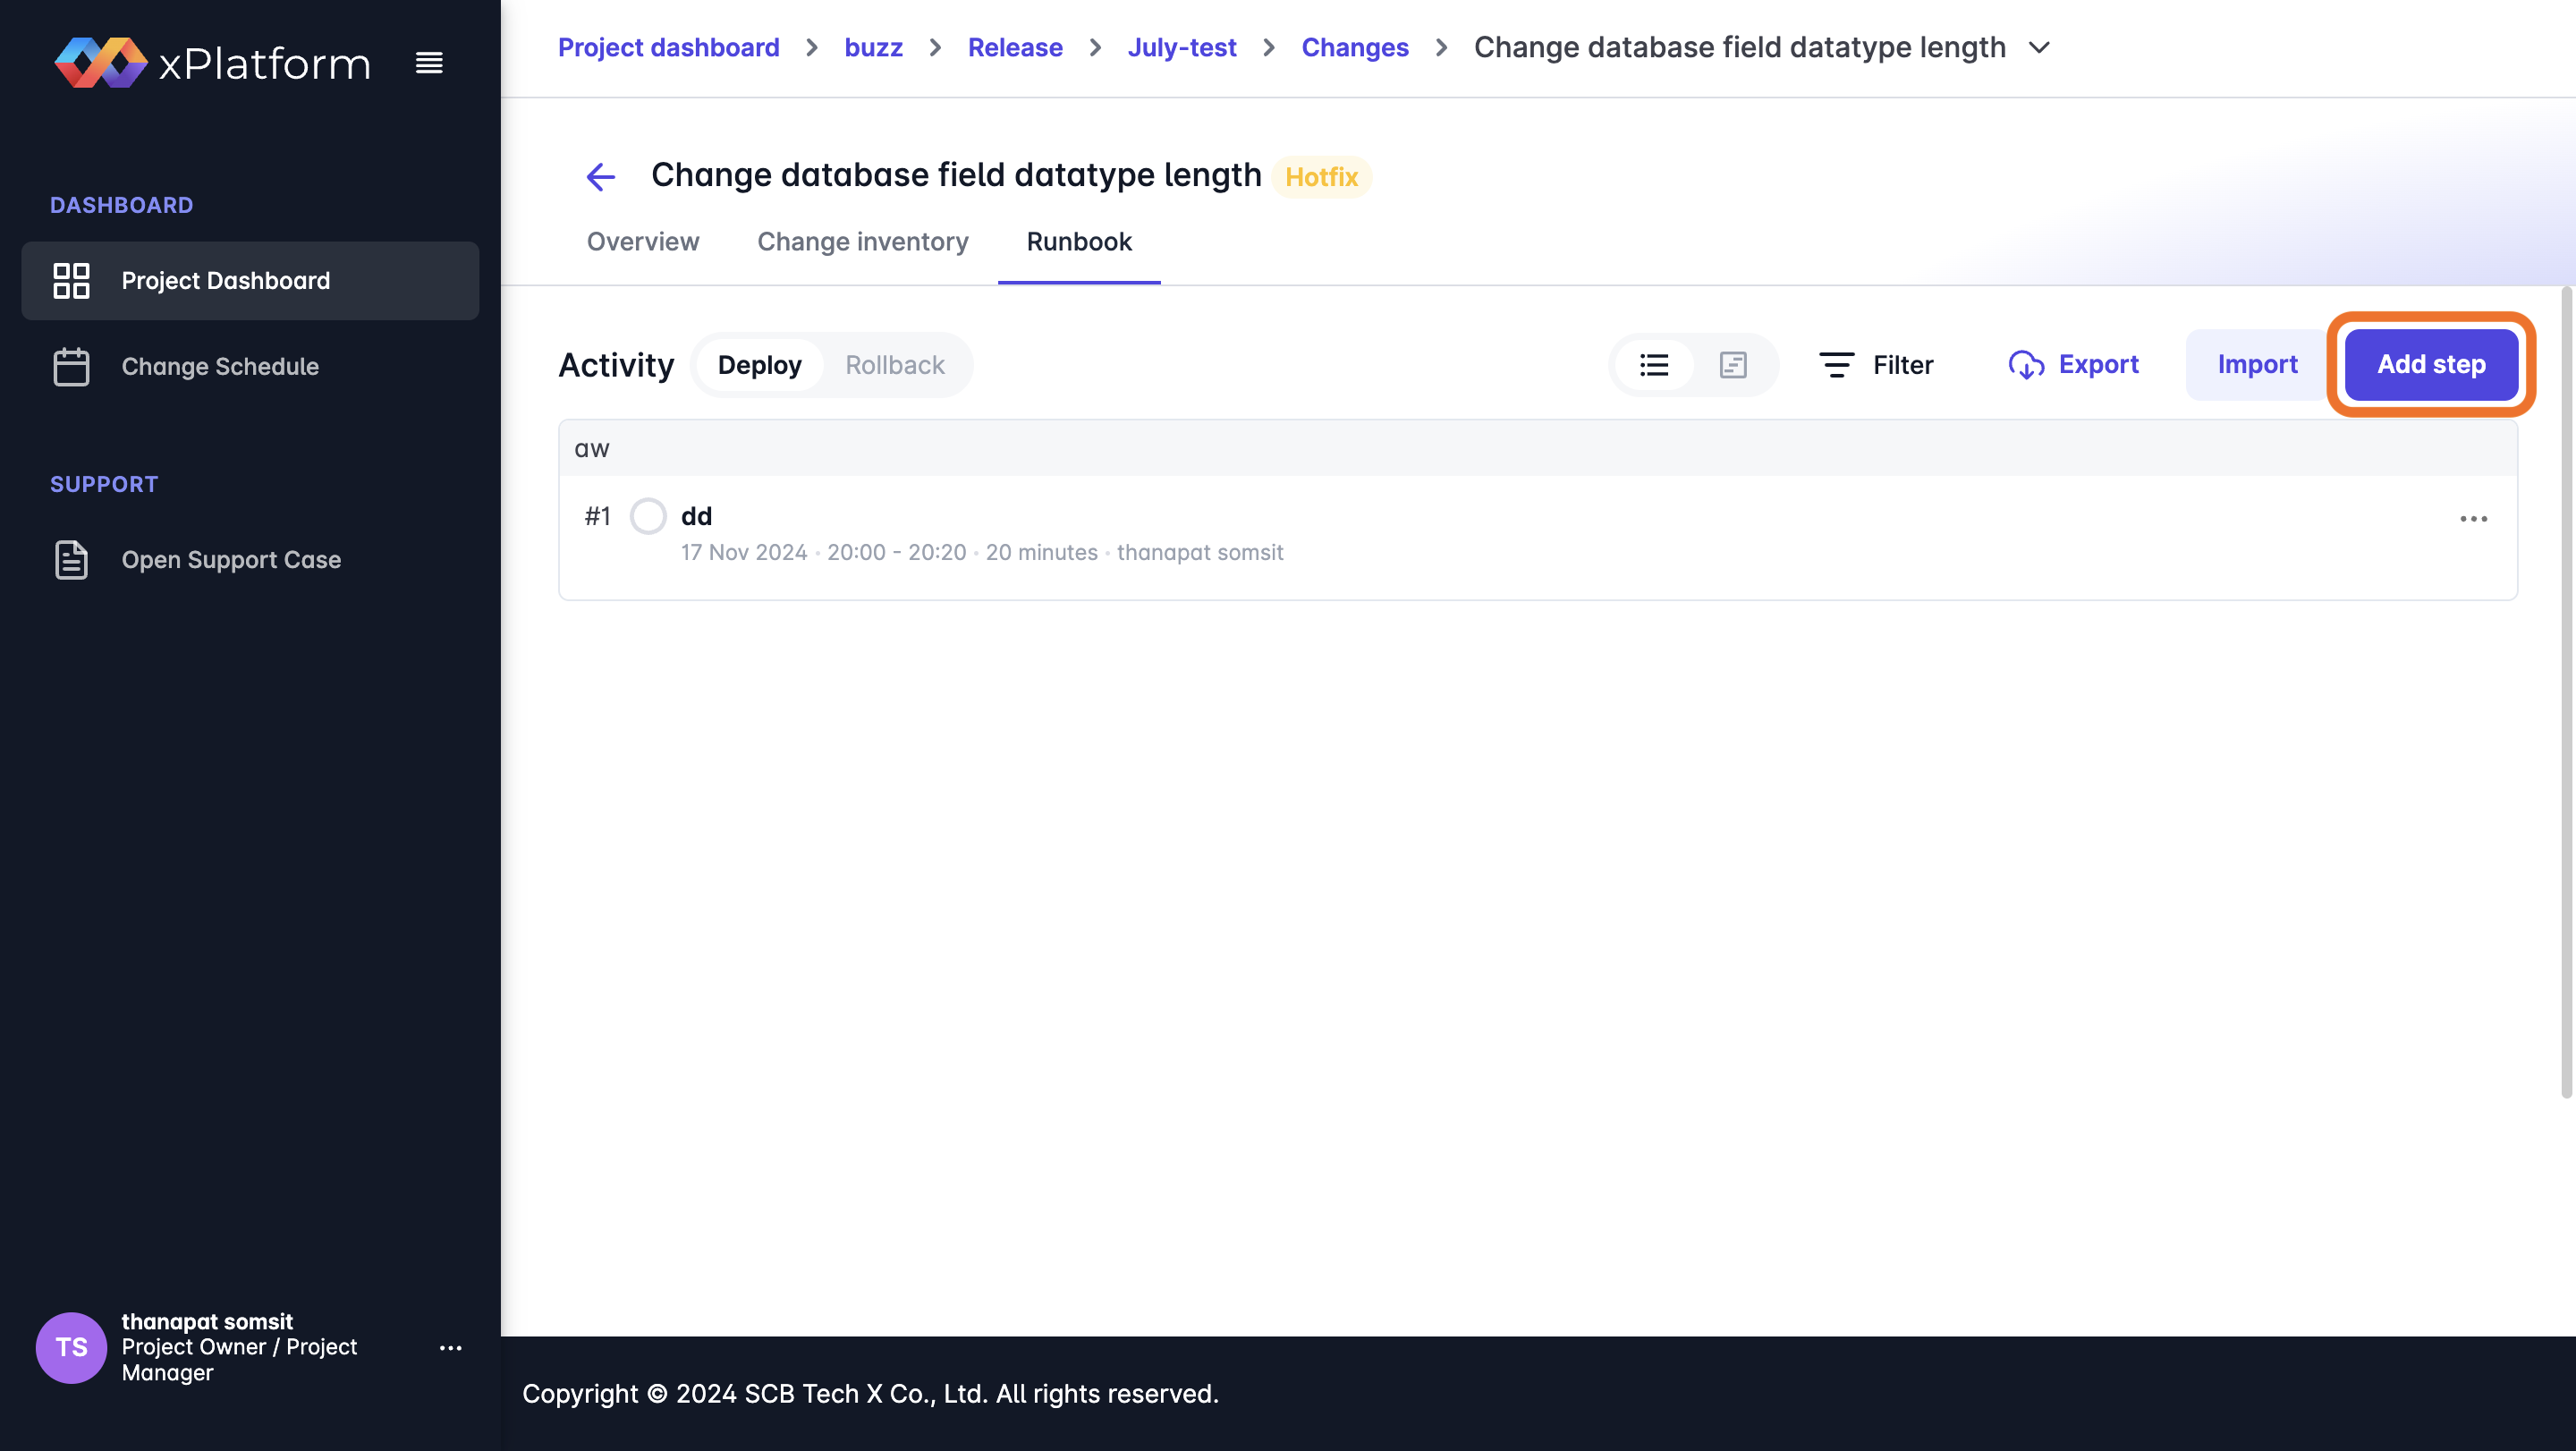 xPlatform
DASHBOARD
Project Dashboard
Change Schedule
SUPPORT
Open Support Case
thanapat somsit
TS
Project Owner / Project
Manager
Project dashboard > buzz > Release > July-test > Changes > Change database field datatype length
Change database field datatype length Hotfix
Overview Change inventory Runbook
Activity Deploy Rollback Filter Export Import Add step
aw
#1 dd
17 Nov 2024 · 20:00 - 20:20 · 20 minutes · thanapat somsit
Copyright © 2024 SCB Tech X Co., Ltd. All rights reserved.